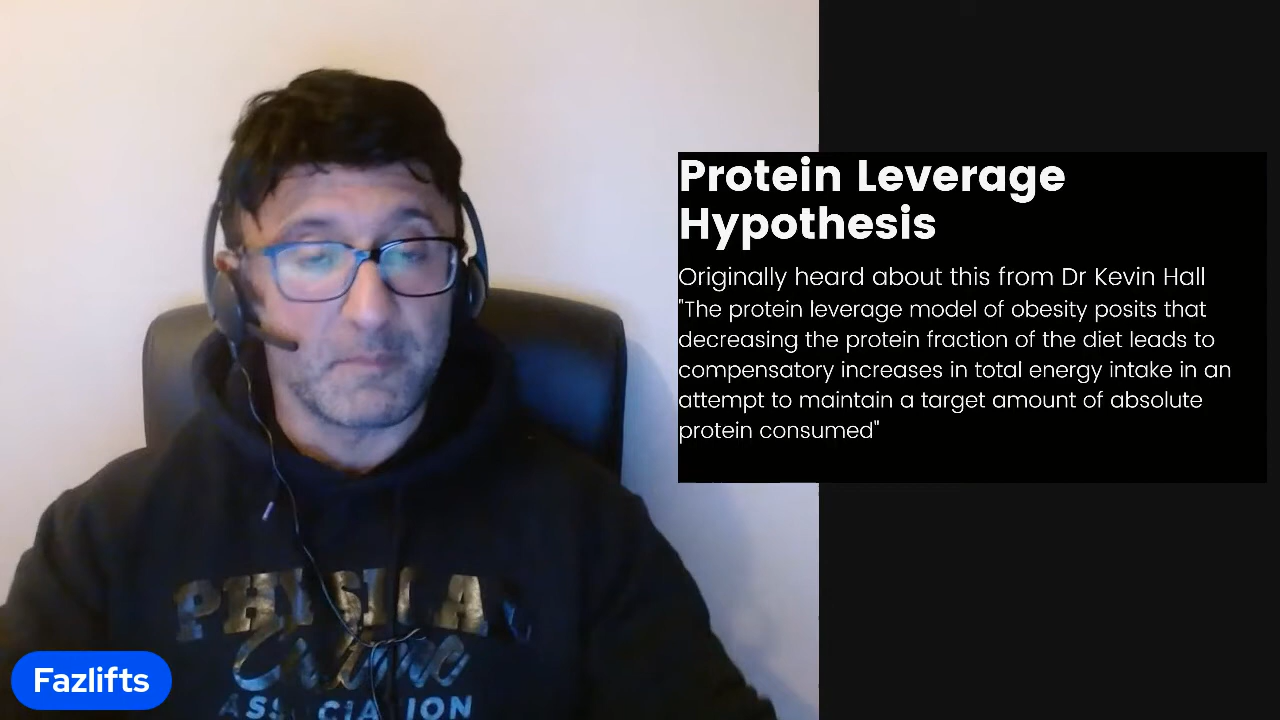 Protein Leverage
Hypothesis
Originally heard about this from Dr Kevin Hall
"The protein leverage model of obesity posits that
decreasing the protein fraction of the diet leads to
compensatory increases in total energy intake in an
attempt to maintain a target amount of absolute
protein consumed"
PHYSICAL
Culture
ASSOCIATION
Fazlifts